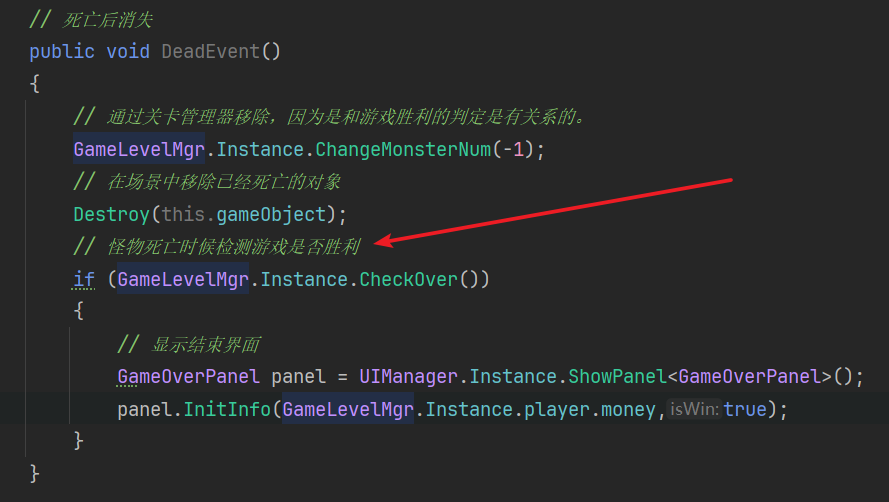 // 死亡后消失
public void DeadEvent()
{
// 通过关卡管理器移除，因为是和游戏胜利的判定是有关系的。
GameLevelMgr.Instance.ChangeMonsterNum(-1);
// 在场景中移除已经死亡的对象
Destroy(this.gameObject);
// 怪物死亡时候检测游戏是否胜利
if (GameLevelMgr.Instance.CheckOver())
{
// 显示结束界面
GameOverPanel panel = UIManager.Instance.ShowPanel<GameOverPanel>();
panel.InitInfo(GameLevelMgr.Instance.player.money, isWin: true);
}
}